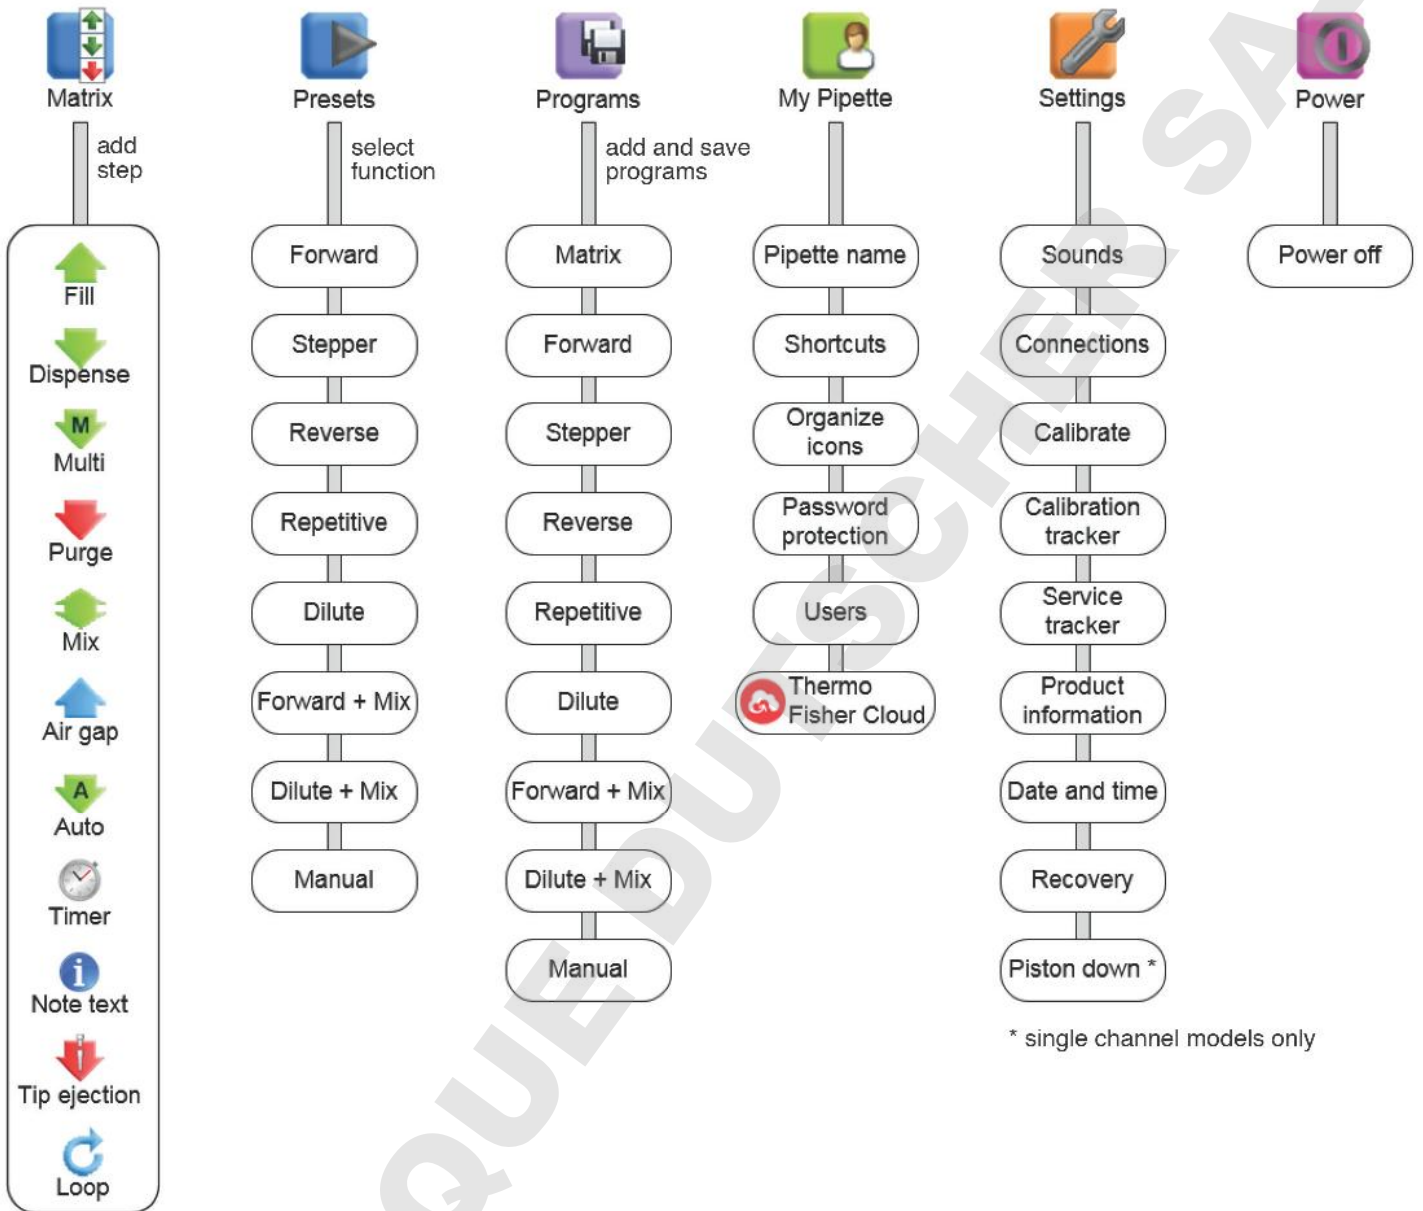 Matrix
Presets
Programs
My Pipette
Settings
Power
add
step
select
function
add and save
programs
Fill
Dispense
M
Multi
Purge
Mix
Air gap
A
Auto
Timer
i
Note text
Tip ejection
Loop
Forward
Stepper
Reverse
Repetitive
Dilute
Forward + Mix
Dilute + Mix
Manual
Matrix
Forward
Stepper
Reverse
Repetitive
Dilute
Forward + Mix
Dilute + Mix
Manual
Pipette name
Shortcuts
Organize
icons
Password
protection
Users
Thermo
Fisher Cloud
Sounds
Connections
Calibrate
Calibration
tracker
Service
tracker
Product
information
Date and time
Recovery
Piston down *
* single channel models only
Power off
QUE DUTSCHER SA